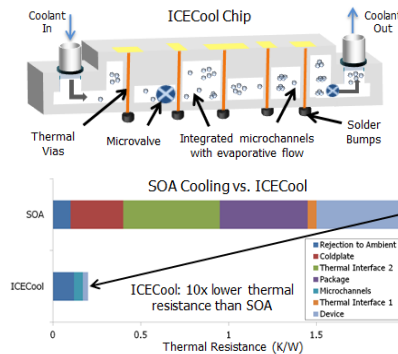 Coolant In
ICECool Chip
Coolant Out
Thermal Vias
Microvalve
Integrated microchannels
with evaporative flow
Solder Bumps
SOA Cooling vs. ICECool
SOA
ICECool
ICECool: 10x lower thermal
resistance than SOA
Rejection to Ambient
Coldplate
Thermal Interface 2
Package
Microchannels
Thermal Interface 1
Device
0
0.5
1
1.5
Thermal Resistance (K/W)